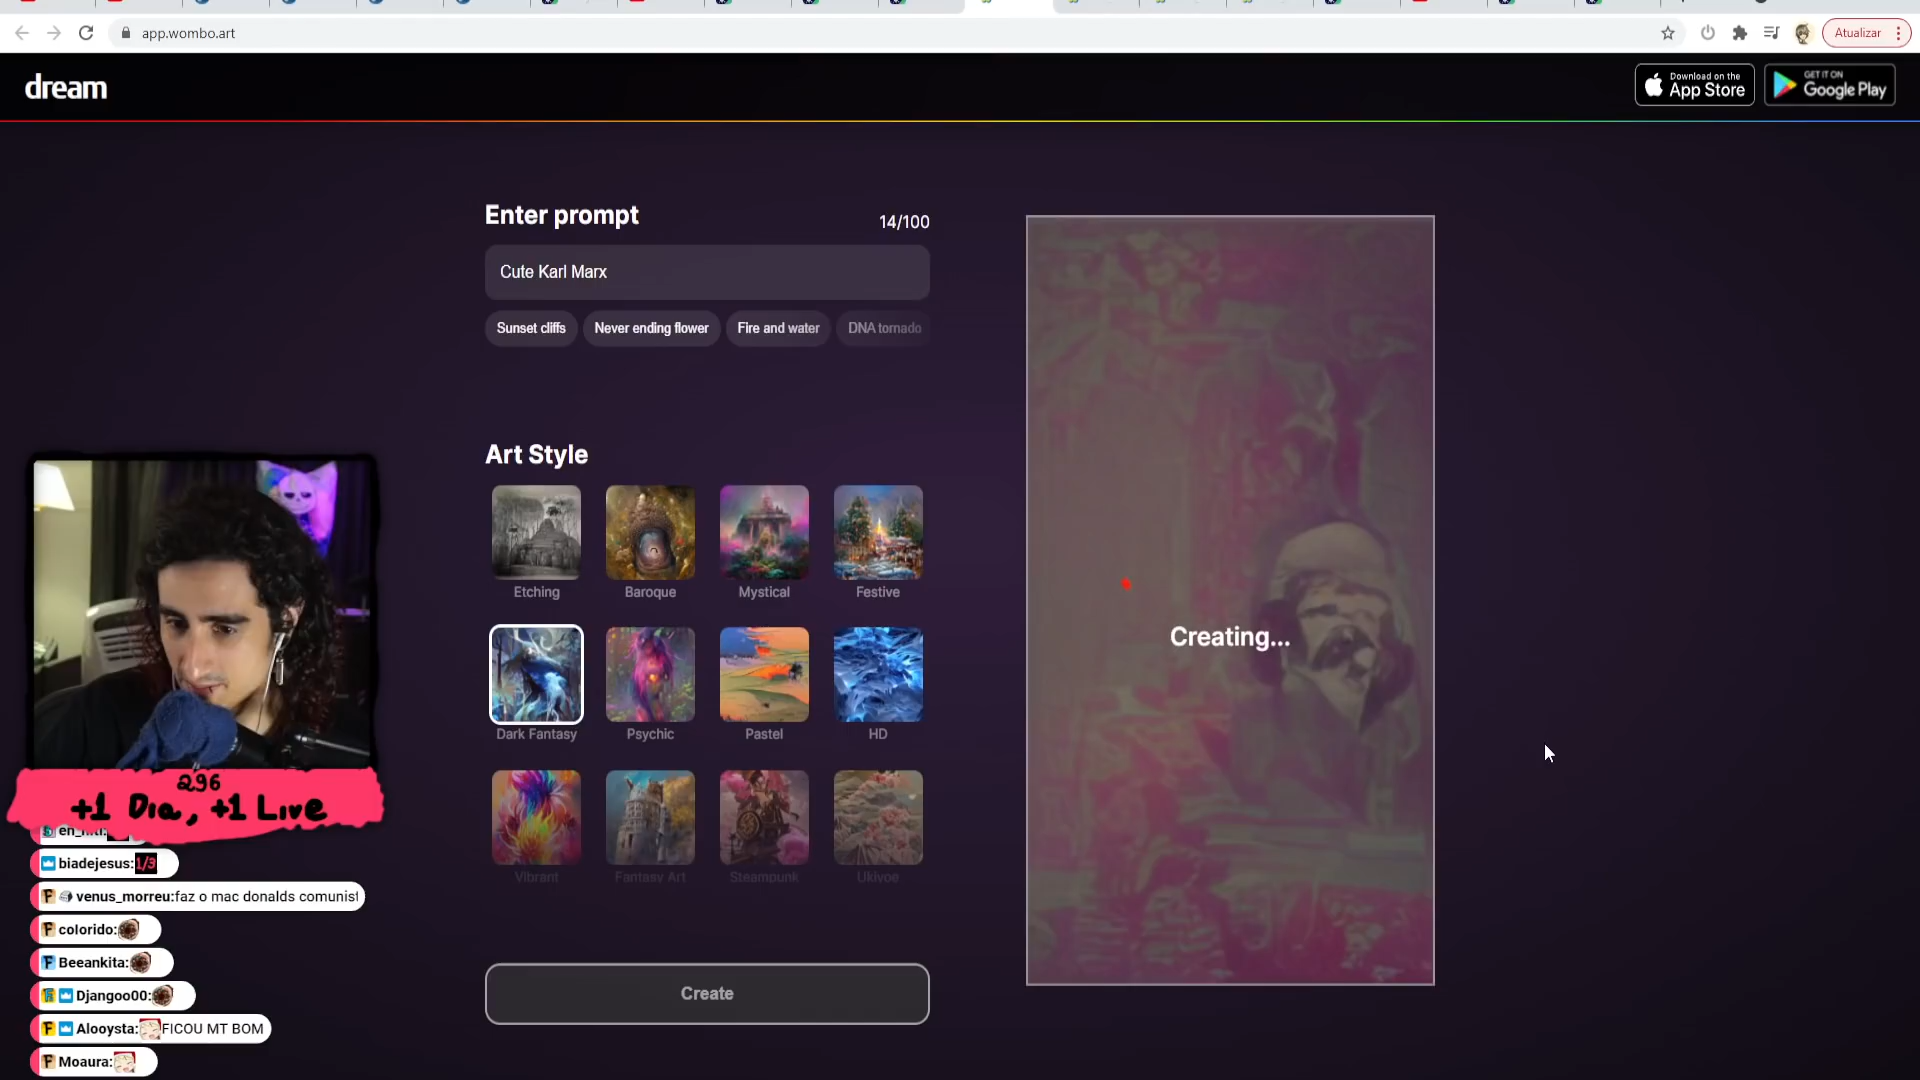 app.wombo.art
Atualizar
dream
Download on the
App Store
GET IT ON
Google Play
Enter prompt
14/100
Cute Karl Marx
Sunset cliffs
Never ending flower
Fire and water
DNA tornado
Art Style
Etching
Baroque
Mystical
Festive
Dark Fantasy
Psychic
Pastel
HD
Vibrant
Fantasy Art
Steampunk
Ukiyoe
Create
Creating...
296
+1 Dia, +1 Live
biadejesus: 1/3
venus_morreu: faz o mac donalds comunist
colorido:
Beeankita:
Djangoo00:
Alooysta: FICOU MT BOM
Moaura: